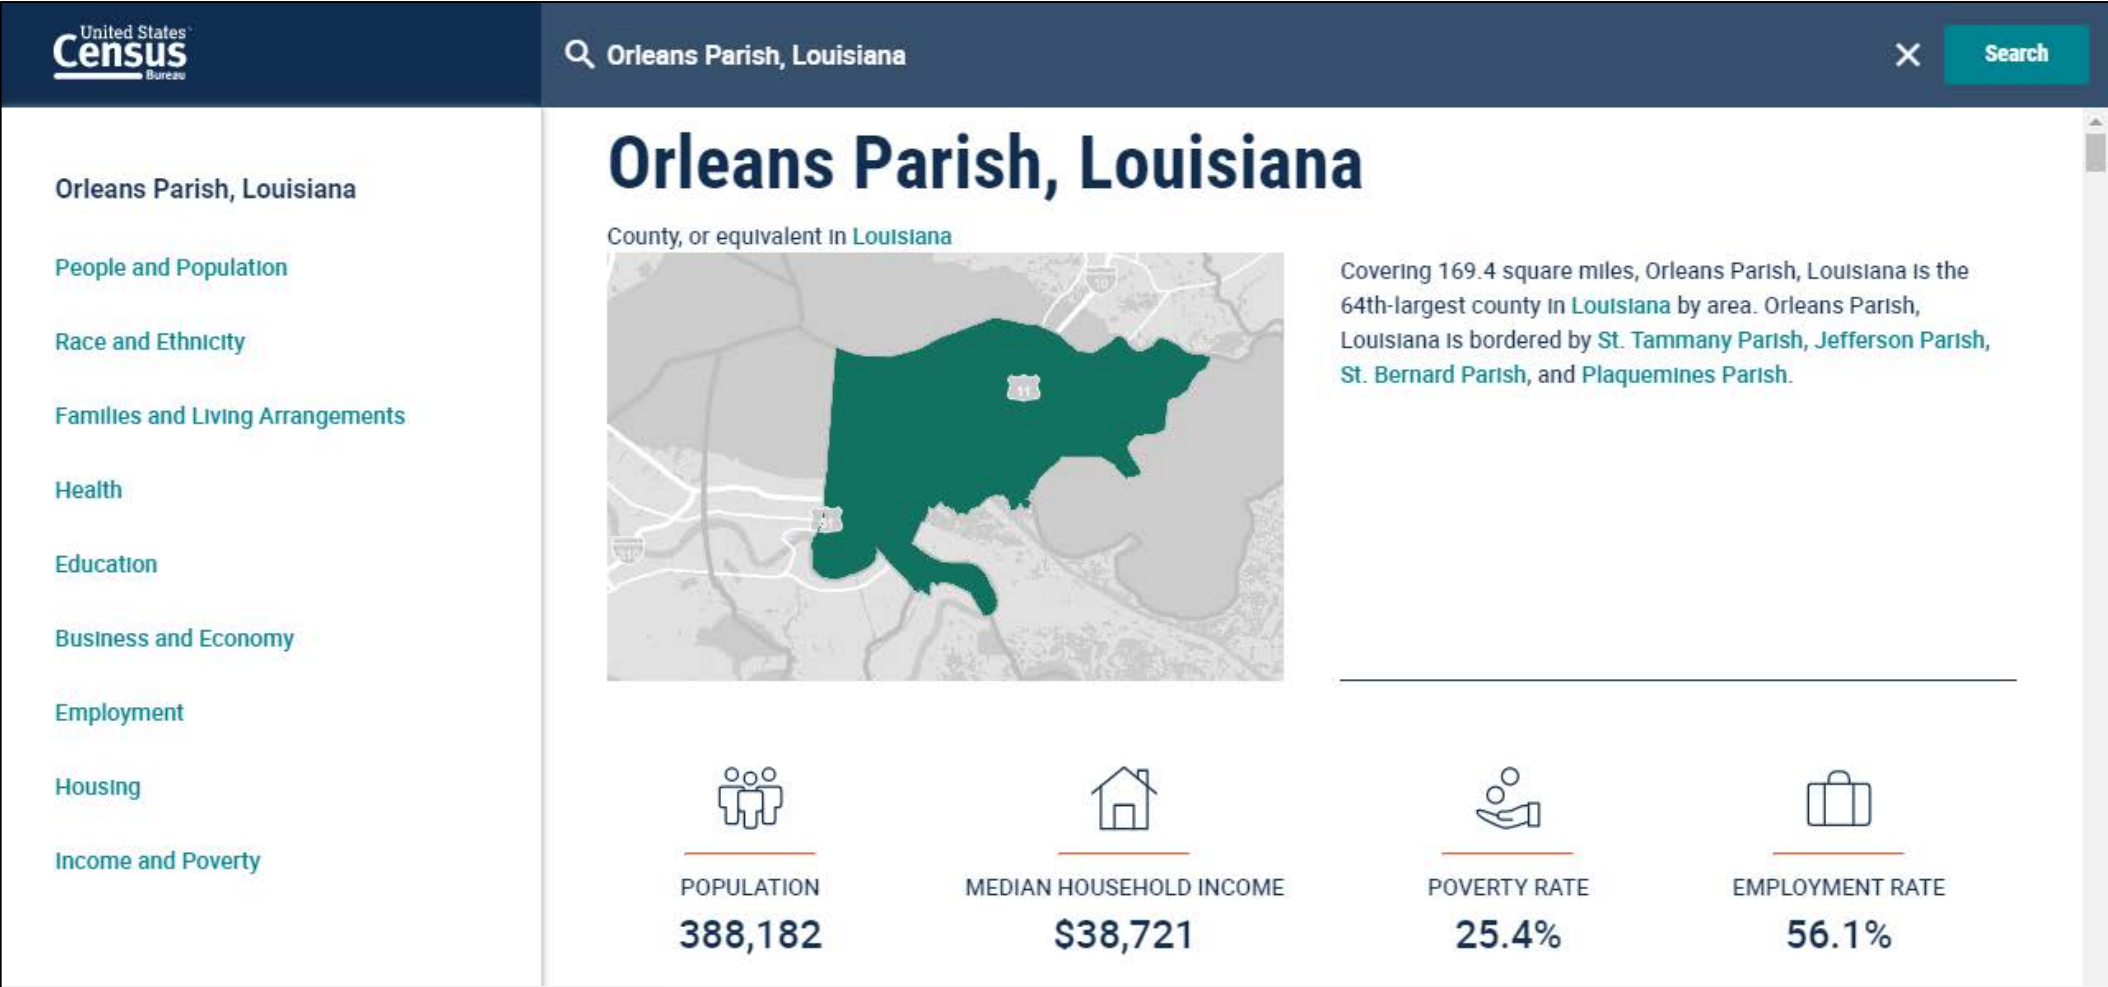 United States
Census
Bureau
Orleans Parish, Louisiana
Search
Orleans Parish, Louisiana
People and Population
Race and Ethnicity
Families and Living Arrangements
Health
Education
Business and Economy
Employment
Housing
Income and Poverty
Orleans Parish, Louisiana
County, or equivalent in Louisiana
10
11
61
310
Covering 169.4 square miles, Orleans Parish, Louisiana is the
64th-largest county in Louisiana by area. Orleans Parish,
Louisiana is bordered by St. Tammany Parish, Jefferson Parish,
St. Bernard Parish, and Plaquemines Parish.
POPULATION
388,182
MEDIAN HOUSEHOLD INCOME
$38,721
POVERTY RATE
25.4%
EMPLOYMENT RATE
56.1%